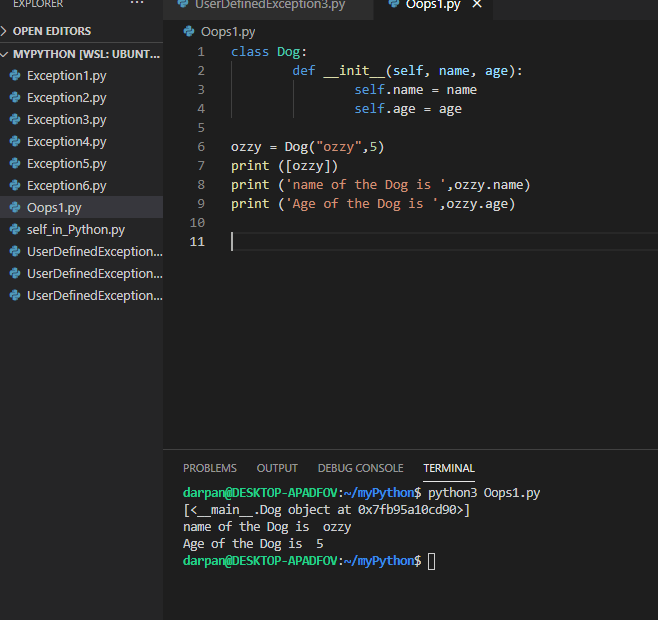 EXPLORER
OPEN EDITORS
MYPYTHON [WSL: UBUNT...
Exception1.py
Exception2.py
Exception3.py
Exception4.py
Exception5.py
Exception6.py
Oops1.py
self_in_Python.py
UserDefinedException...
UserDefinedException...
UserDefinedException...
UserDefinedException3.py
Oops1.py
Oops1.py
1 class Dog:
2 def __init__(self, name, age):
3 self.name = name
4 self.age = age
5
6 ozzy = Dog("ozzy",5)
7 print ([ozzy])
8 print ('name of the Dog is ',ozzy.name)
9 print ('Age of the Dog is ',ozzy.age)
10
11
PROBLEMS OUTPUT DEBUG CONSOLE TERMINAL
darpan@DESKTOP-APADFOV:~/myPython$ python3 Oops1.py
[<__main__.Dog object at 0x7fb95a10cd90>]
name of the Dog is  ozzy
Age of the Dog is  5
darpan@DESKTOP-APADFOV:~/myPython$